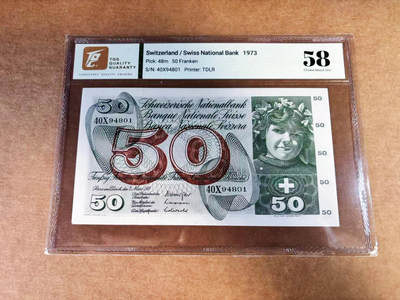 TQG
QUALITY
GUARANTY
Switzerland / Swiss National Bank 1973
Pick: 48m 50 Franken
S/N: 40X94801 Printer: TDLR
58
50
Schweizerische Nationalbank
Banque Nationale Suisse
Banca Nazionale Svizzera
40X94801
50
50
50
50
50
40X94801
50
50